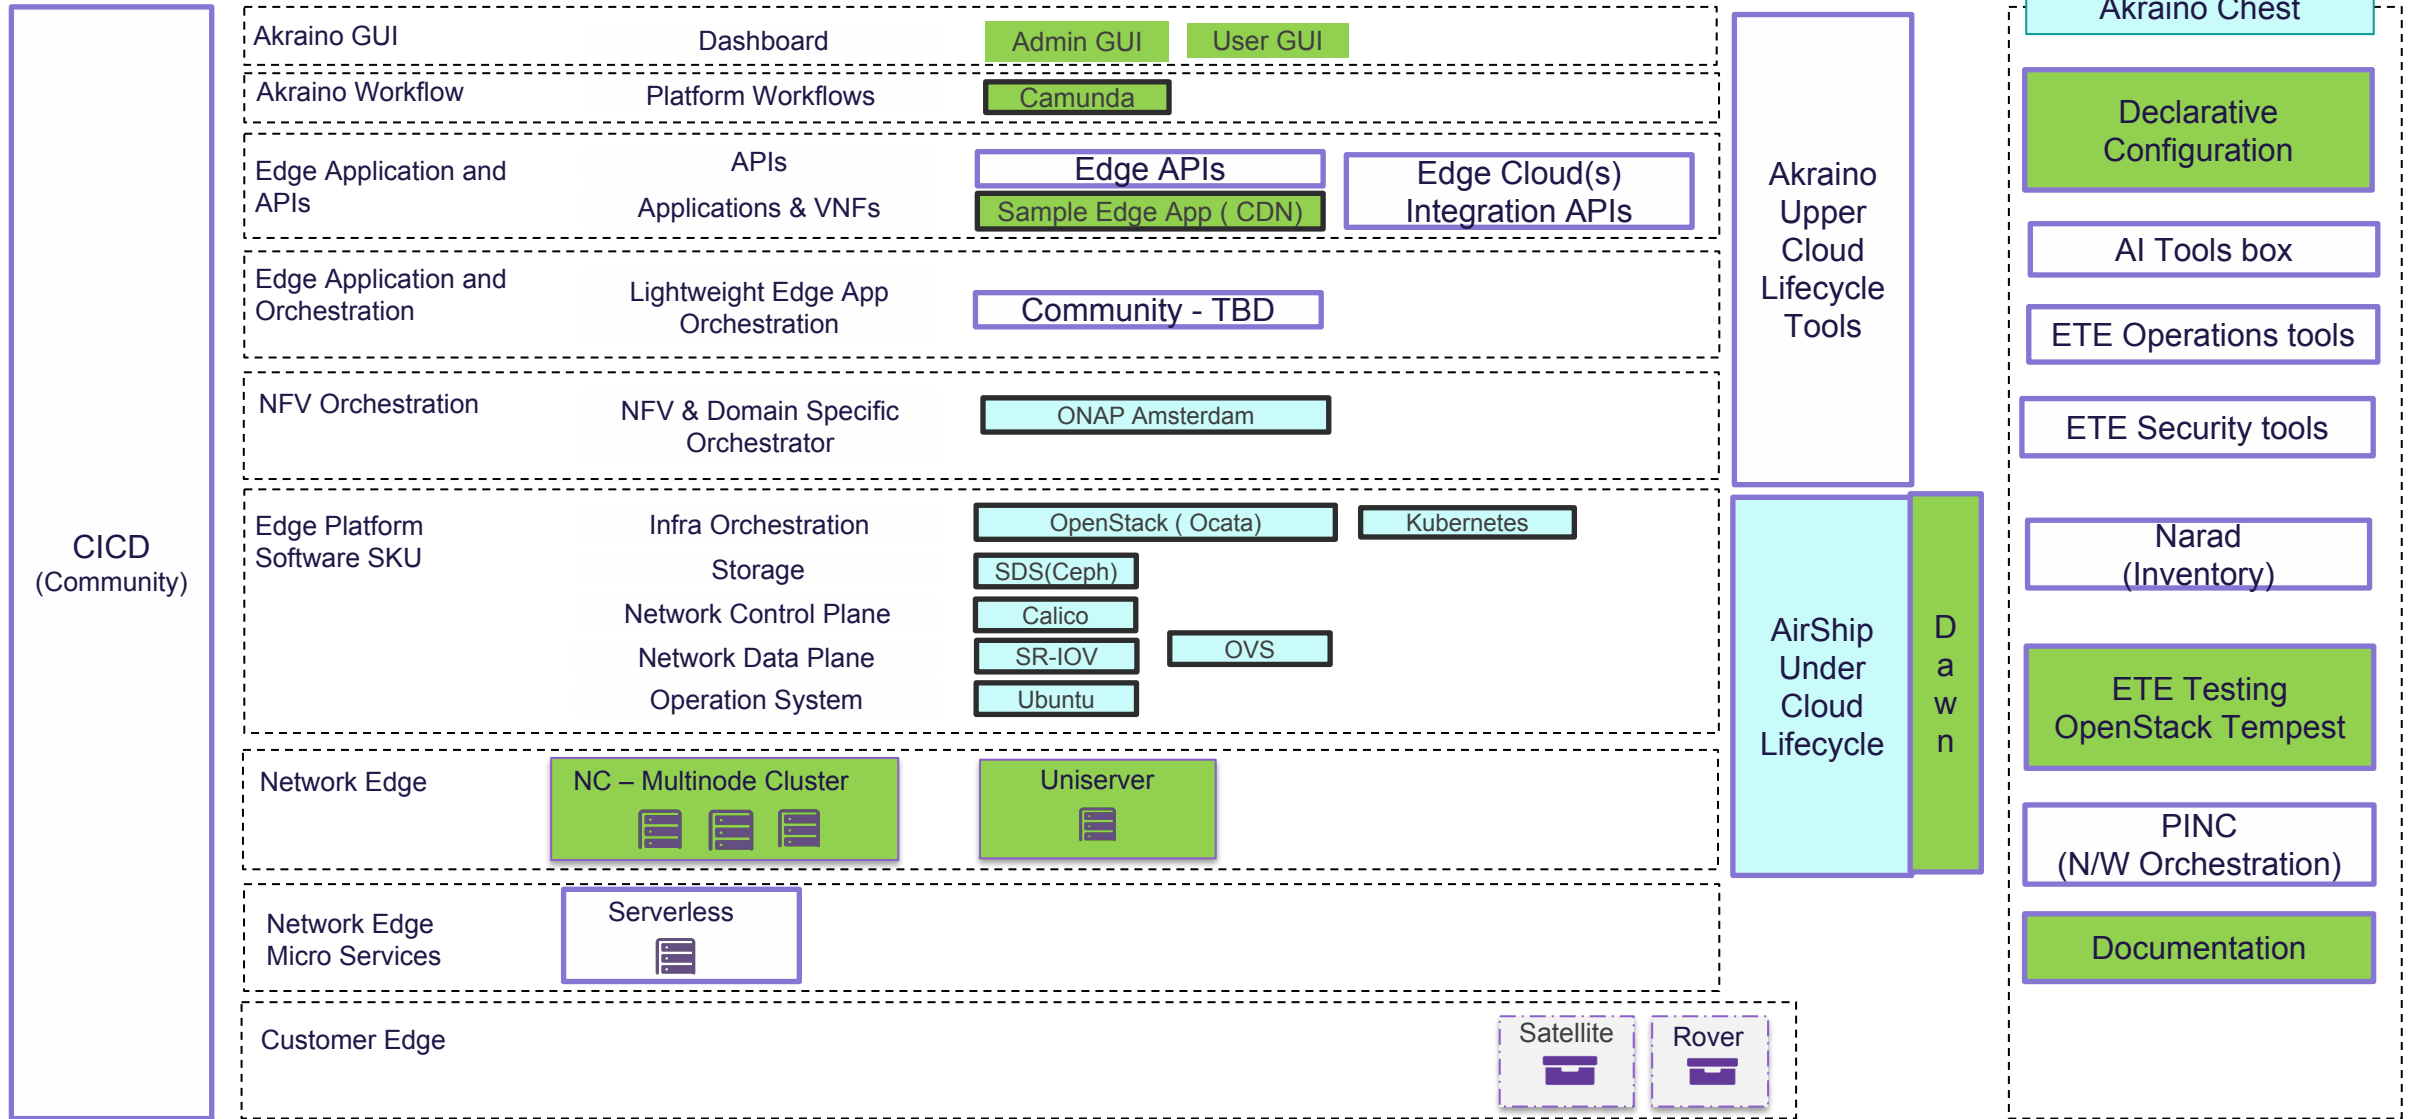 CICD
(Community)
Akraino GUI
Dashboard
Admin GUI
User GUI
Akraino Workflow
Platform Workflows
Camunda
Edge Application and
APIs
APIs
Applications & VNFs
Edge APIs
Sample Edge App ( CDN)
Edge Cloud(s)
Integration APIs
Edge Application and
Orchestration
Lightweight Edge App
Orchestration
Community - TBD
NFV Orchestration
NFV & Domain Specific
Orchestrator
ONAP Amsterdam
Edge Platform
Software SKU
Infra Orchestration
OpenStack ( Ocata)
Kubernetes
Storage
SDS(Ceph)
Network Control Plane
Calico
Network Data Plane
SR-IOV
OVS
Operation System
Ubuntu
Network Edge
NC – Multinode Cluster
Uniserver
Network Edge
Micro Services
Serverless
Customer Edge
Satellite
Rover
Akraino
Upper
Cloud
Lifecycle
Tools
AirShip
Under
Cloud
Lifecycle
D
a
w
n
Akraino Chest
Declarative
Configuration
AI Tools box
ETE Operations tools
ETE Security tools
Narad
(Inventory)
ETE Testing
OpenStack Tempest
PINC
(N/W Orchestration)
Documentation